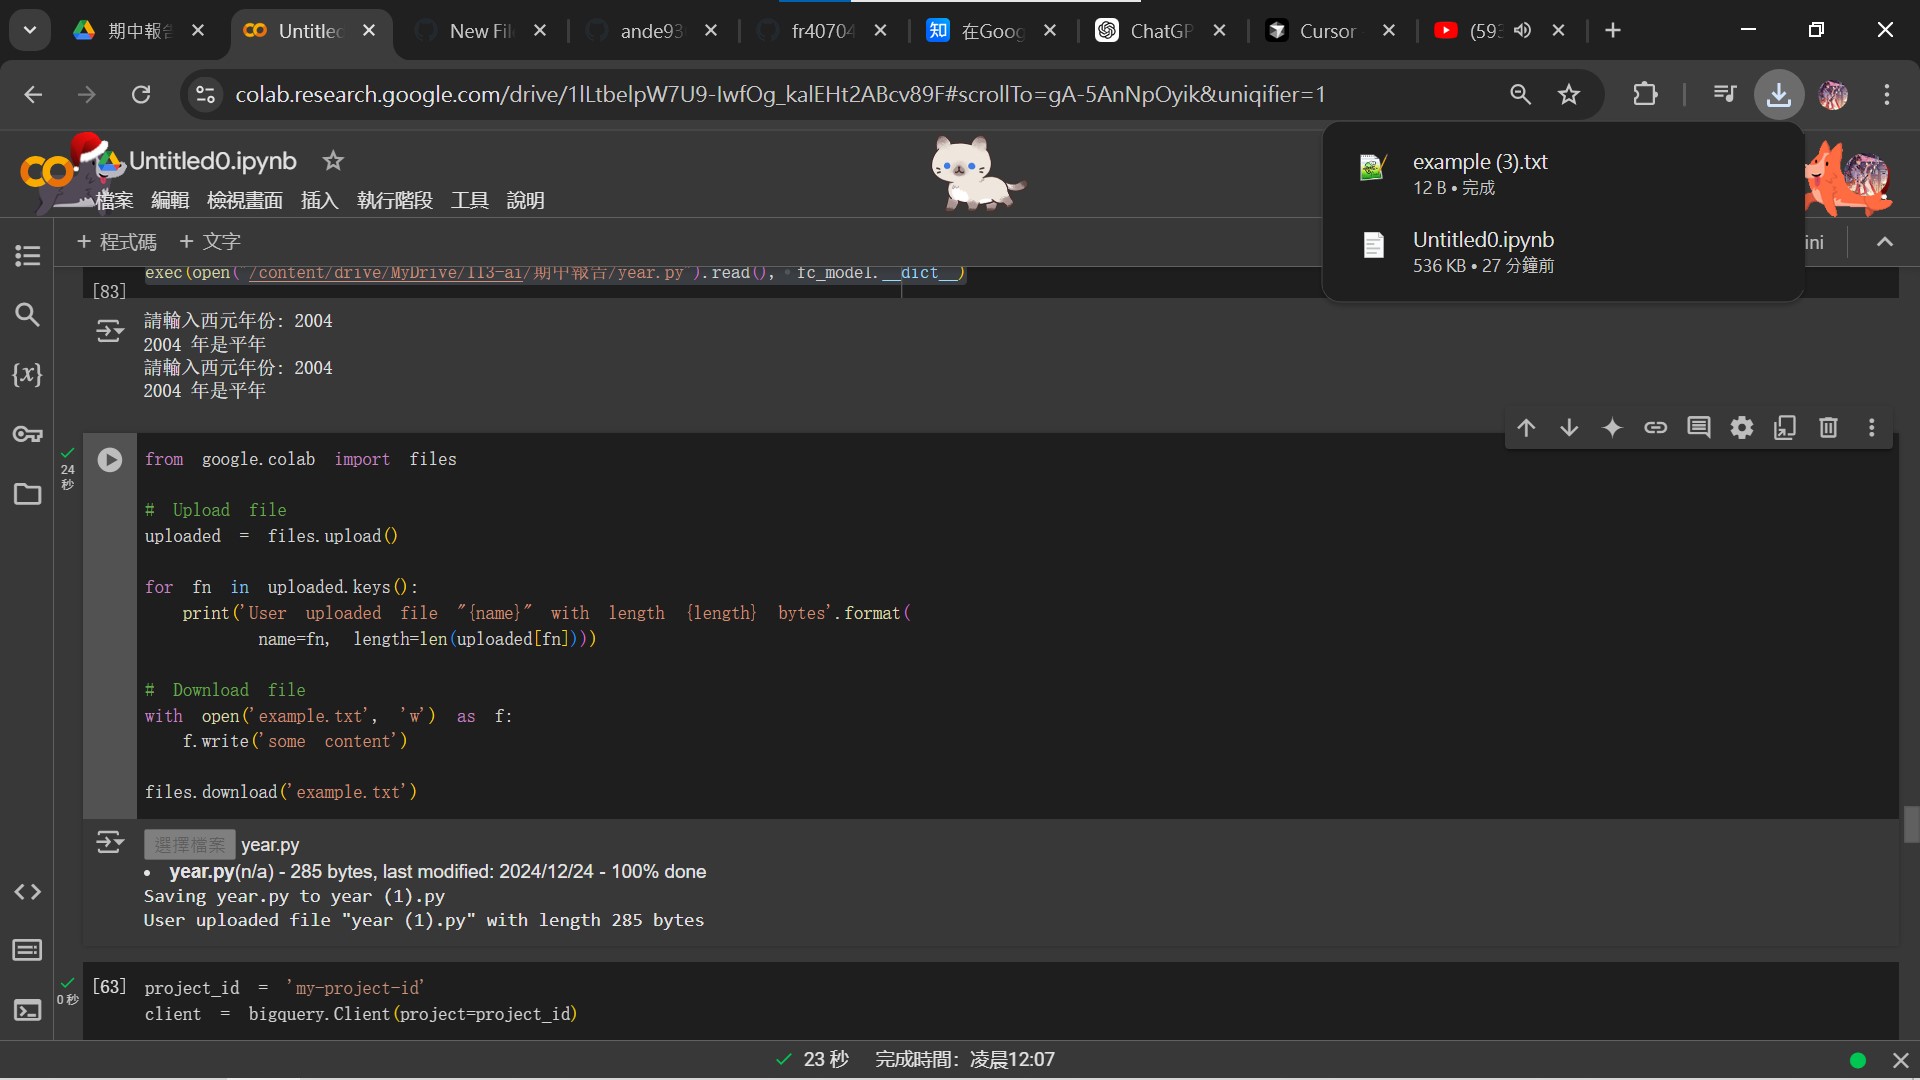 期中報告
Untitled
New Fil
ande93
fr40704
在Goog
ChatGP
Cursor
(593
colab.research.google.com/drive/1lLtbelpW7U9-IwfOg_kalEHt2ABcv89F#scrollTo=gA-5AnNpOyik&uniqifier=1
Untitled0.ipynb
檔案 編輯 檢視畫面 插入 執行階段 工具 說明
example (3).txt
12 B • 完成
Untitled0.ipynb
536 KB • 27 分鐘前
+ 程式碼 + 文字
ini
exec(open("/content/drive/MyDrive/113-ai/期中報告/year.py").read(), fc_model.__dict__)
[83]
請輸入西元年份: 2004
2004 年是平年
請輸入西元年份: 2004
2004 年是平年
24
秒
from google.colab import files
# Upload file
uploaded = files.upload()
for fn in uploaded.keys():
print('User uploaded file "{name}" with length {length} bytes'.format(
name=fn, length=len(uploaded[fn])))
# Download file
with open('example.txt', 'w') as f:
f.write('some content')
files.download('example.txt')
選擇檔案 year.py
• year.py(n/a) - 285 bytes, last modified: 2024/12/24 - 100% done
Saving year.py to year (1).py
User uploaded file "year (1).py" with length 285 bytes
0 秒
[63] project_id = 'my-project-id'
client = bigquery.Client(project=project_id)
23 秒 完成時間：凌晨12:07